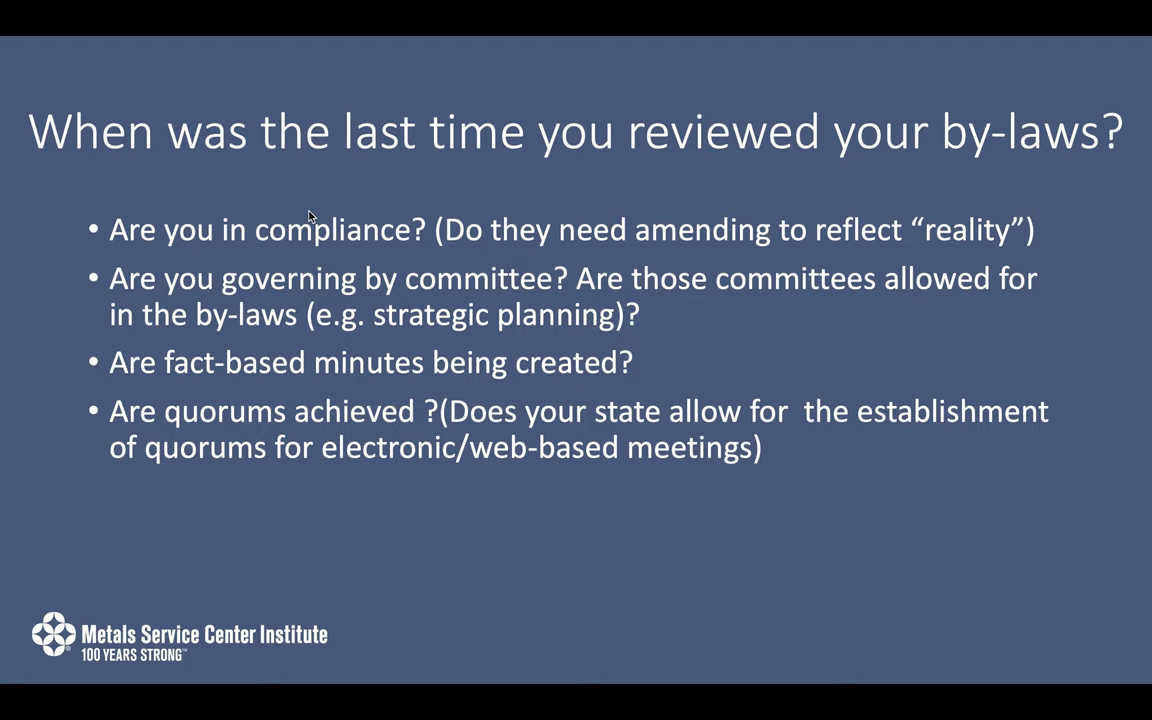 When was the last time you reviewed your by-laws?
• Are you in compliance? (Do they need amending to reflect “reality”)
• Are you governing by committee? Are those committees allowed for
in the by-laws (e.g. strategic planning)?
• Are fact-based minutes being created?
• Are quorums achieved ?(Does your state allow for  the establishment
of quorums for electronic/web-based meetings)
Metals Service Center Institute
100 YEARS STRONG™